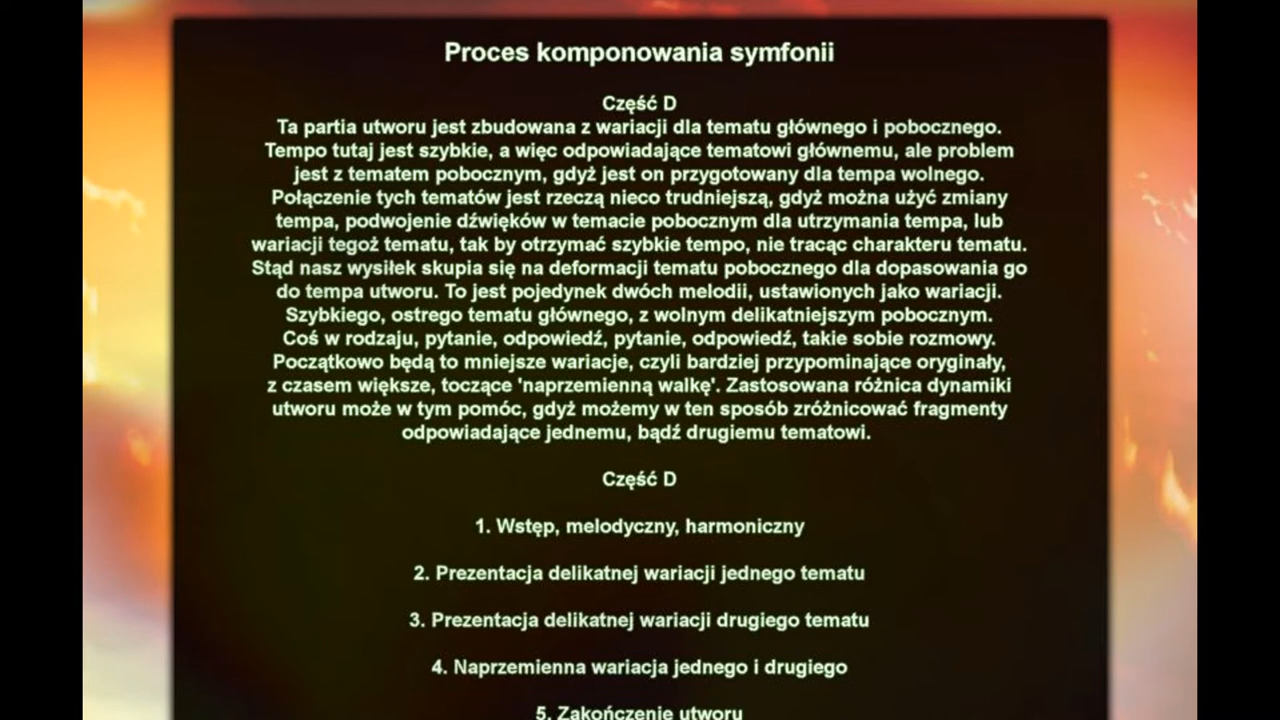 Proces komponowania symfonii
Część D
Ta partia utworu jest zbudowana z wariacji dla tematu głównego i pobocznego.
Tempo tutaj jest szybkie, a więc odpowiadające tematowi głównemu, ale problem
jest z tematem pobocznym, gdyż jest on przygotowany dla tempa wolnego.
Połączenie tych tematów jest rzeczą nieco trudniejszą, gdyż można użyć zmiany
tempa, podwojenie dźwięków w temacie pobocznym dla utrzymania tempa, lub
wariacji tegoż tematu, tak by otrzymać szybkie tempo, nie tracąc charakteru tematu.
Stąd nasz wysiłek skupia się na deformacji tematu pobocznego dla dopasowania go
do tempa utworu. To jest pojedynek dwóch melodii, ustawionych jako wariacji.
Szybkiego, ostrego tematu głównego, z wolnym delikatniejszym pobocznym.
Coś w rodzaju, pytanie, odpowiedź, pytanie, odpowiedź, takie sobie rozmowy.
Początkowo będą to mniejsze wariacje, czyli bardziej przypominające oryginały,
z czasem większe, toczące 'naprzemienną walkę'. Zastosowana różnica dynamiki
utworu może w tym pomóc, gdyż możemy w ten sposób zróżnicować fragmenty
odpowiadające jednemu, bądź drugiemu tematowi.
Część D
1. Wstęp, melodyczny, harmoniczny
2. Prezentacja delikatnej wariacji jednego tematu
3. Prezentacja delikatnej wariacji drugiego tematu
4. Naprzemienna wariacja jednego i drugiego
5. Zakończenie utworu